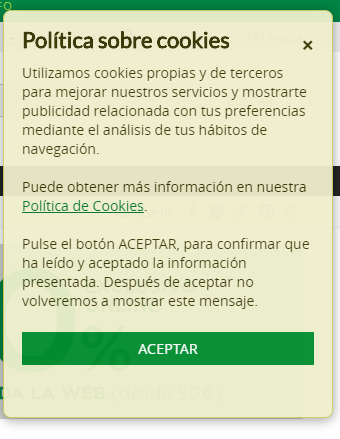 Política sobre cookies ×
Utilizamos cookies propias y de terceros
para mejorar nuestros servicios y mostrarte
publicidad relacionada con tus preferencias
mediante el análisis de tus hábitos de
navegación.
Puede obtener más información en nuestra
Política de Cookies.
Pulse el botón ACEPTAR, para confirmar que
ha leído y aceptado la información
presentada. Después de aceptar no
volveremos a mostrar este mensaje.
%
ACEPTAR
DA LA WEB (desde 50€)